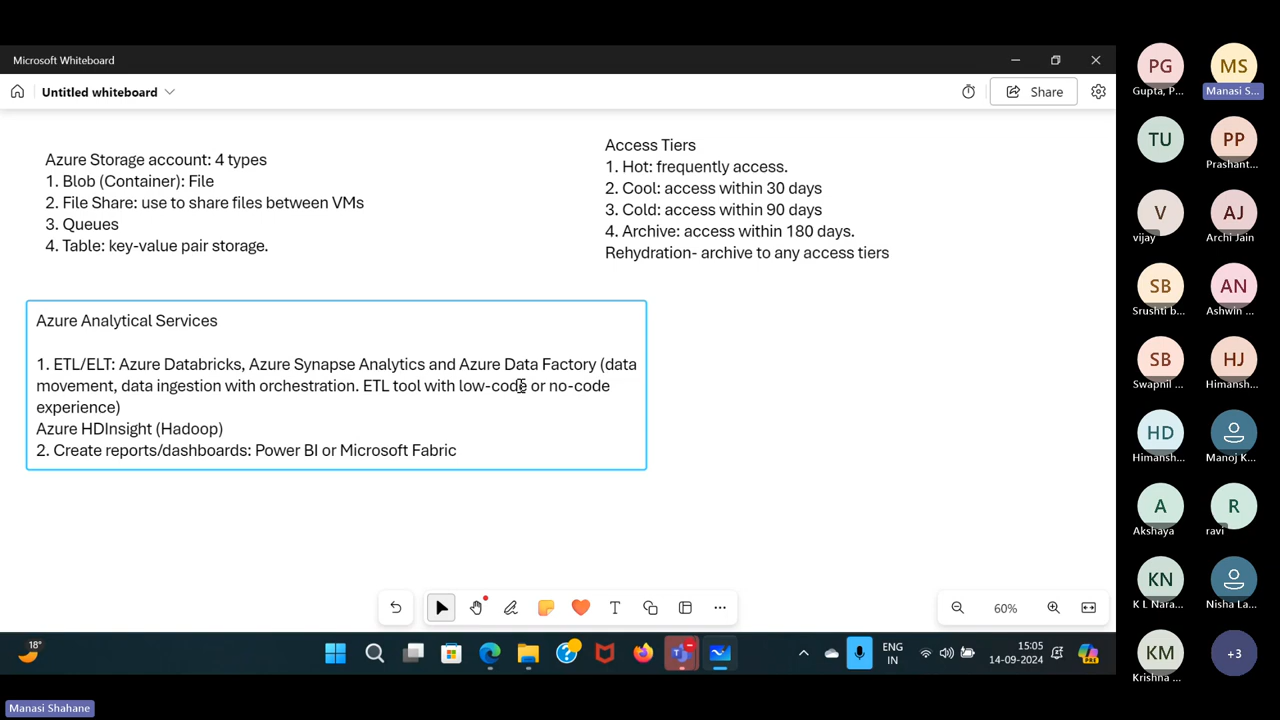 Microsoft Whiteboard
Untitled whiteboard
Share
Azure Storage account: 4 types
1. Blob (Container): File
2. File Share: use to share files between VMs
3. Queues
4. Table: key-value pair storage.
Access Tiers
1. Hot: frequently access.
2. Cool: access within 30 days
3. Cold: access within 90 days
4. Archive: access within 180 days.
Rehydration- archive to any access tiers
Azure Analytical Services
1. ETL/ELT: Azure Databricks, Azure Synapse Analytics and Azure Data Factory (data
movement, data ingestion with orchestration. ETL tool with low-code or no-code
experience)
Azure HDInsight (Hadoop)
2. Create reports/dashboards: Power BI or Microsoft Fabric
60%
18°
ENG
IN
15:05
14-09-2024
PRE
Manasi Shahane
PG
Gupta, P...
MS
Manasi S...
TU
PP
Prashant...
V
vijay
AJ
Archi Jain
SB
Srushti b...
AN
Ashwin ...
SB
Swapnil ...
HJ
Himansh...
HD
Himansh...
Manoj K...
A
Akshaya
R
ravi
KN
K L Nara...
Nisha La...
KM
Krishna ...
+3